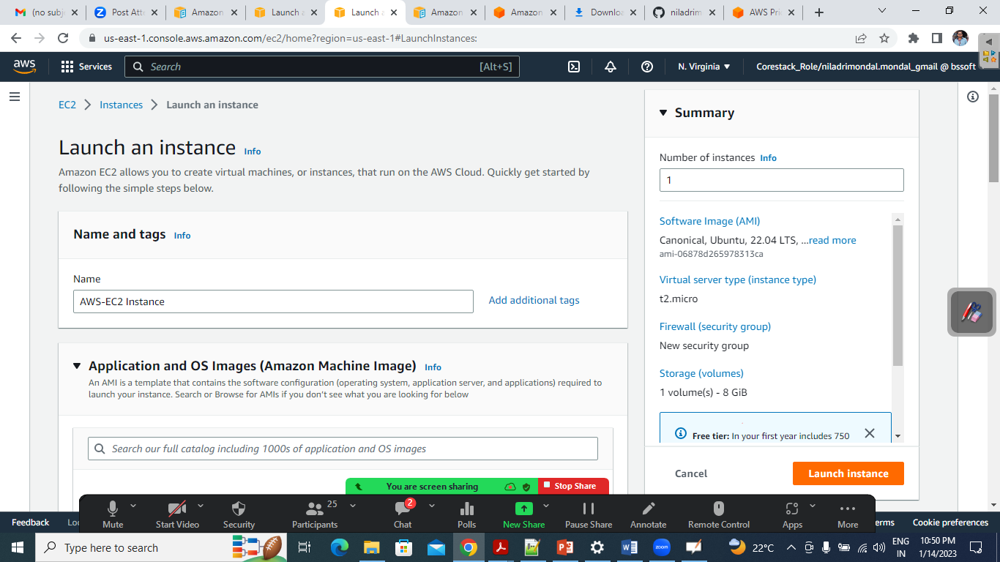 (no subj
Post Atte
Amazon
Launch a
Launch a
Amazon
Amazon
Downloa
niladrim
AWS Pri
us-east-1.console.aws.amazon.com/ec2/home?region=us-east-1#LaunchInstances:
aws
Services
Search
[Alt+S]
N. Virginia
Corestack_Role/niladrimondal.mondal_gmail @ bssoft
EC2
Instances
Launch an instance
Launch an instance Info
Amazon EC2 allows you to create virtual machines, or instances, that run on the AWS Cloud. Quickly get started by
following the simple steps below.
Name and tags Info
Name
AWS-EC2 Instance
Add additional tags
Application and OS Images (Amazon Machine Image) Info
An AMI is a template that contains the software configuration (operating system, application server, and applications) required to
launch your instance. Search or Browse for AMIs if you don't see what you are looking for below
Search our full catalog including 1000s of application and OS images
Summary
Number of instances Info
1
Software Image (AMI)
Canonical, Ubuntu, 22.04 LTS, ...read more
ami-06878d265978313ca
Virtual server type (instance type)
t2.micro
Firewall (security group)
New security group
Storage (volumes)
1 volume(s) - 8 GiB
Free tier: In your first year includes 750
Cancel
Launch instance
You are screen sharing
Stop Share
Mute
Start Video
Security
Participants
25
Chat
2
Polls
New Share
Pause Share
Annotate
Remote Control
Apps
More
Feedback
Lo
erms
Cookie preferences
Type here to search
zoom
22°C
ENG
IN
10:50 PM
1/14/2023